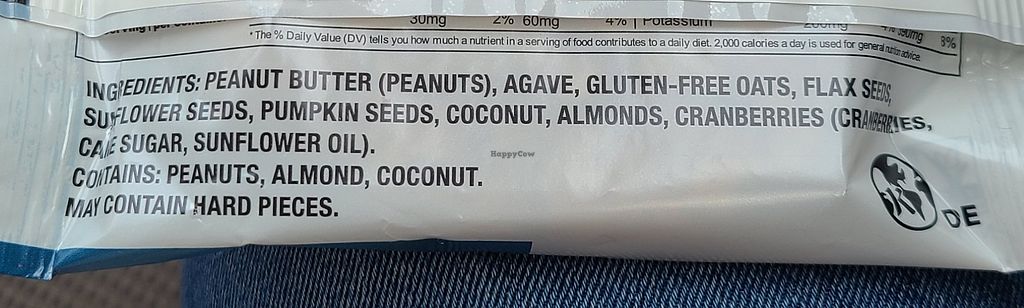 30mg 2% 60mg 4% Potassium
* The % Daily Value (DV) tells you how much a nutrient in a serving of food contributes to a daily diet. 2,000 calories a day is used for general nutrition advice.
390mg 8%
INGREDIENTS: PEANUT BUTTER (PEANUTS), AGAVE, GLUTEN-FREE OATS, FLAX SEEDS,
SUNFLOWER SEEDS, PUMPKIN SEEDS, COCONUT, ALMONDS, CRANBERRIES (CRANBERRIES,
CANE SUGAR, SUNFLOWER OIL).
HappyCow
CONTAINS: PEANUTS, ALMOND, COCONUT.
MAY CONTAIN HARD PIECES.
DE